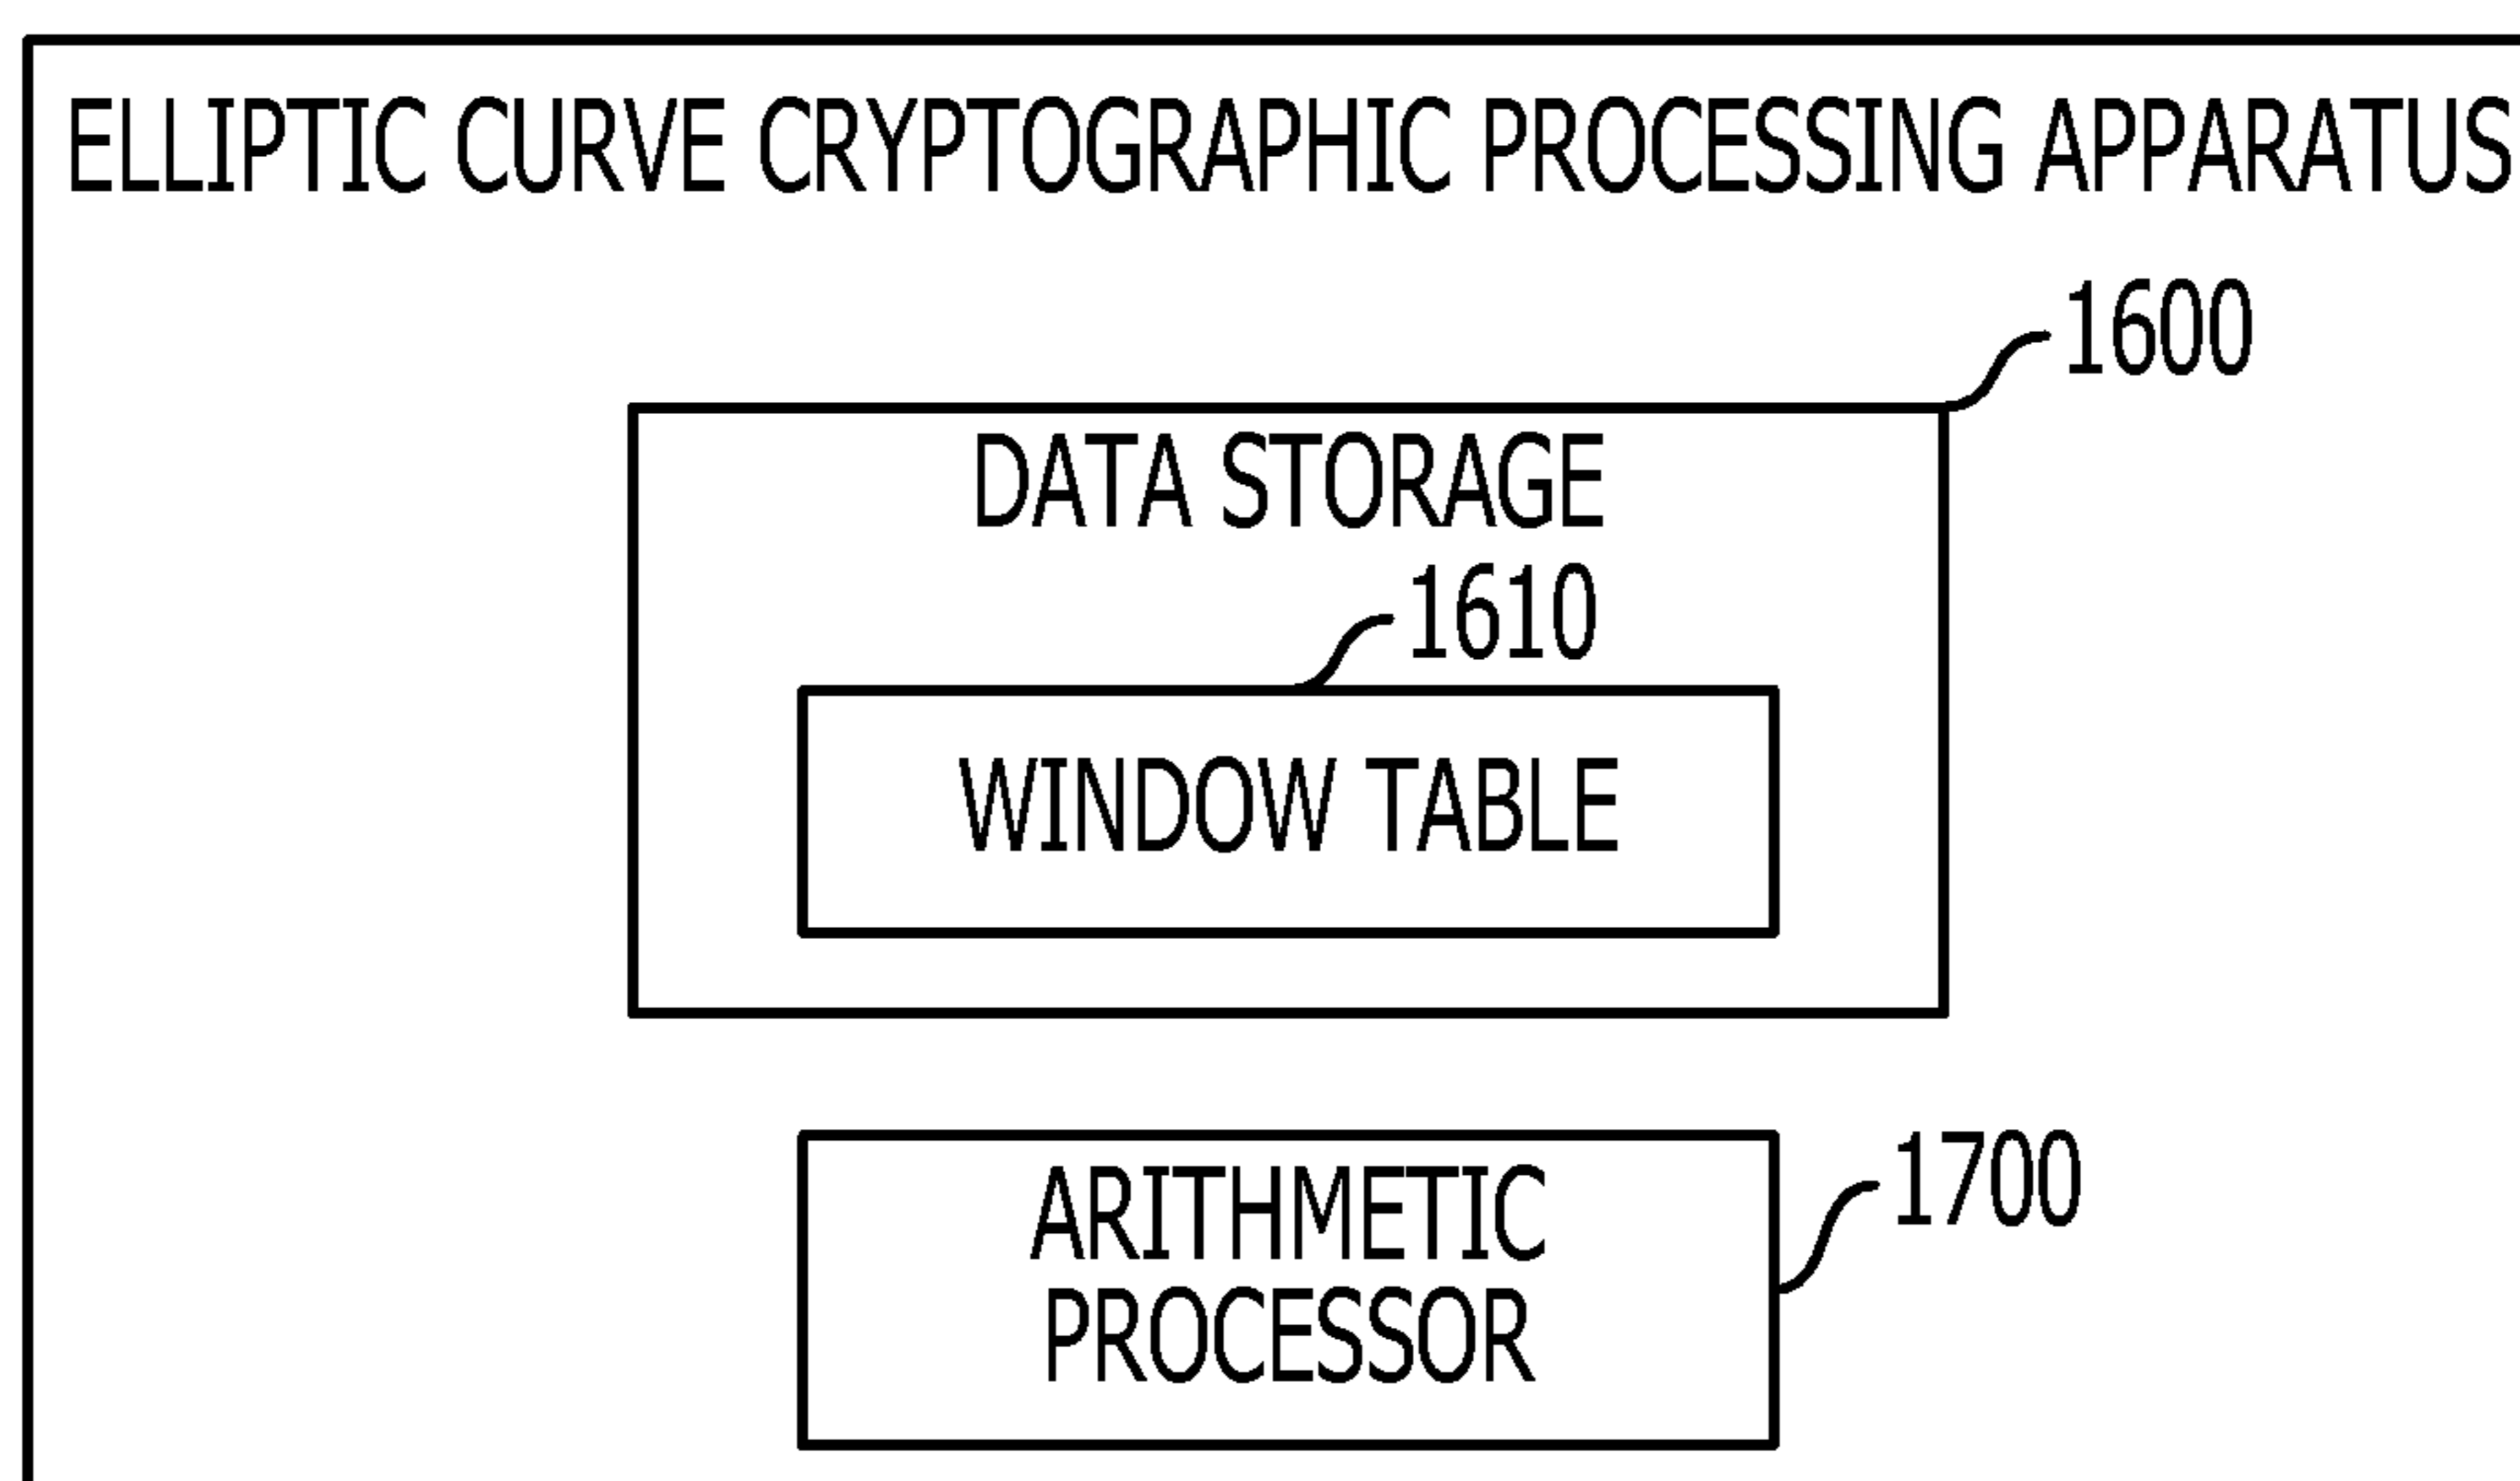 ELLIPTIC CURVE CRYPTOGRAPHIC PROCESSING APPARATUS
1600
DATA STORAGE
1610
WINDOW TABLE
1700
ARITHMETIC
PROCESSOR